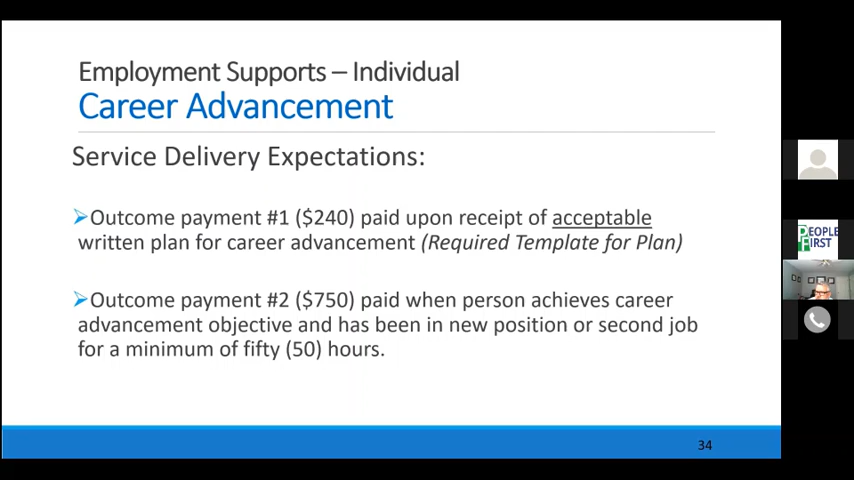 Employment Supports – Individual
Career Advancement
Service Delivery Expectations:
➢Outcome payment #1 ($240) paid upon receipt of acceptable
written plan for career advancement (Required Template for Plan)
➢Outcome payment #2 ($750) paid when person achieves career
advancement objective and has been in new position or second job
for a minimum of fifty (50) hours.
34
PEOPLE
FIRST